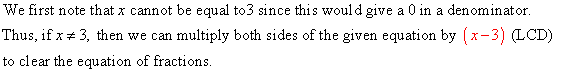 We first note that x cannot be equal to3 since this would give a 0 in a denominator.
Thus, if x ≠ 3, then we can multiply both sides of the given equation by (x−3) (LCD)
to clear the equation of fractions.